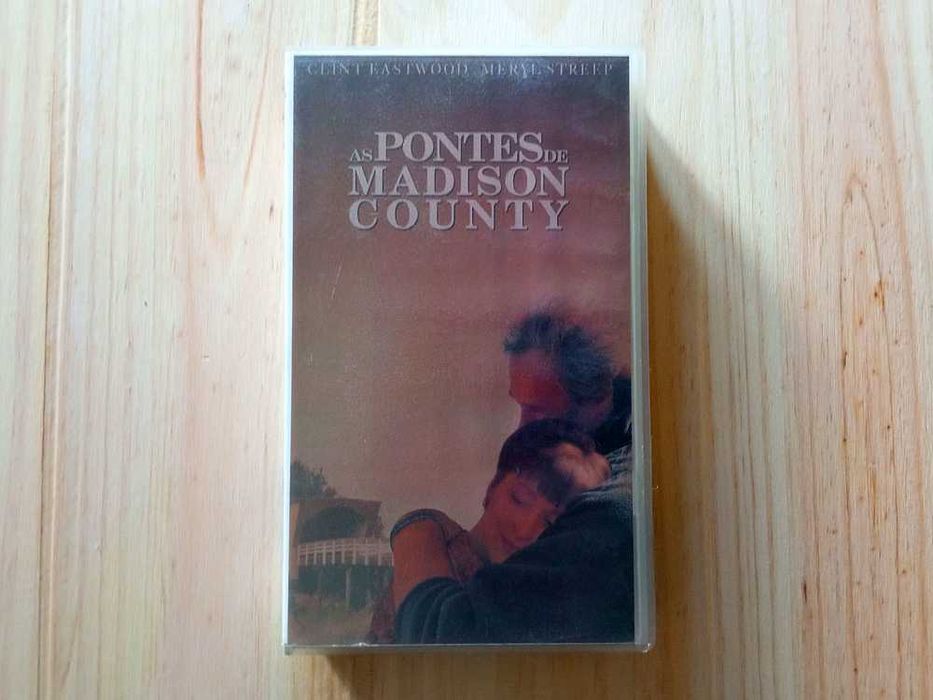 CLINT EASTWOOD MERYL STREEP
AS PONTES DE
MADISON
COUNTY